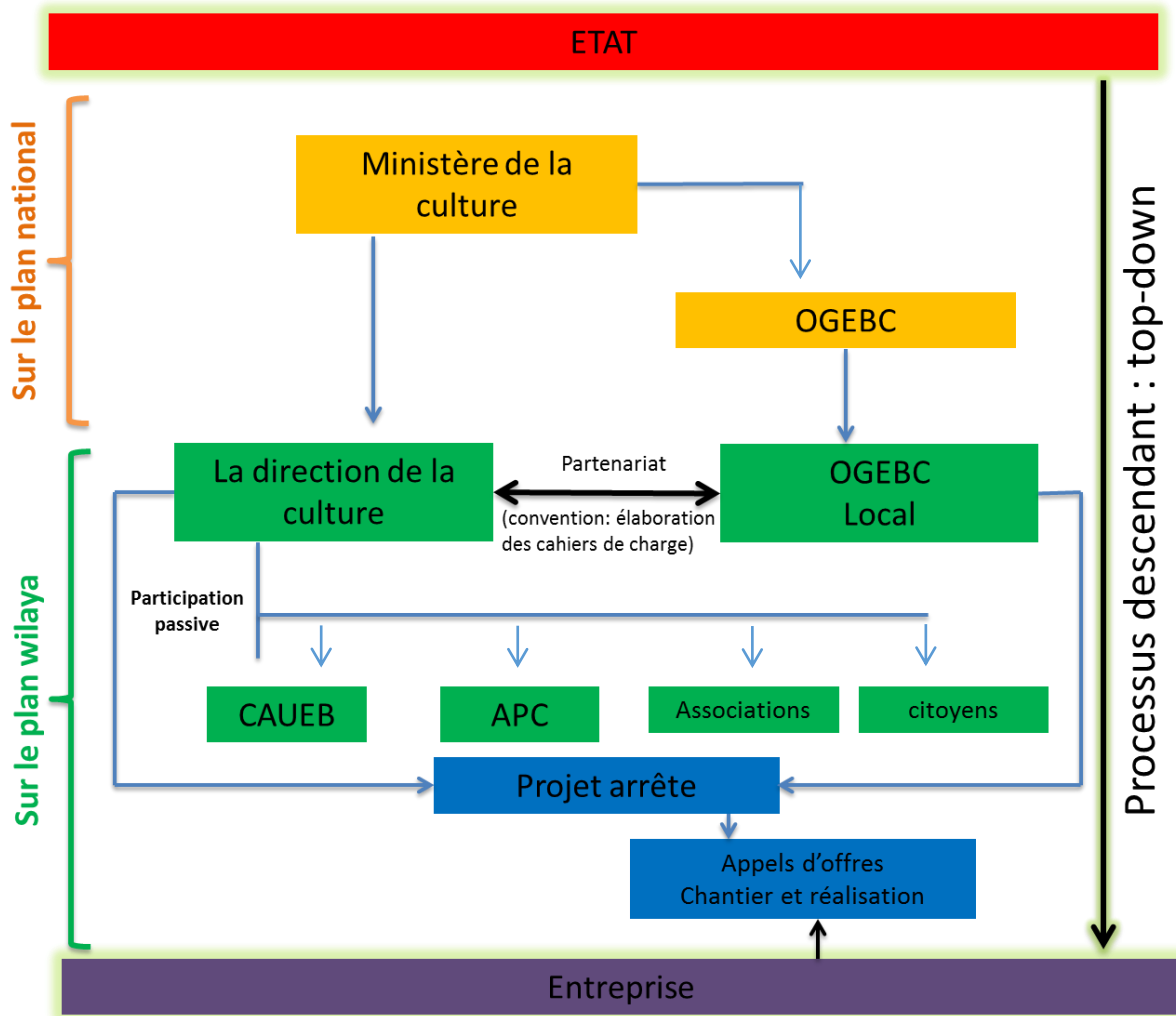 ETAT
Sur le plan national
Ministère de la
culture
OGEBC
Processus descendant : top-down
Sur le plan wilaya
La direction de la
culture
Partenariat
(convention: élaboration
des cahiers de charge)
OGEBC
Local
Participation
passive
CAUEB
APC
Associations
citoyens
Projet arrête
Appels d’offres
Chantier et réalisation
Entreprise